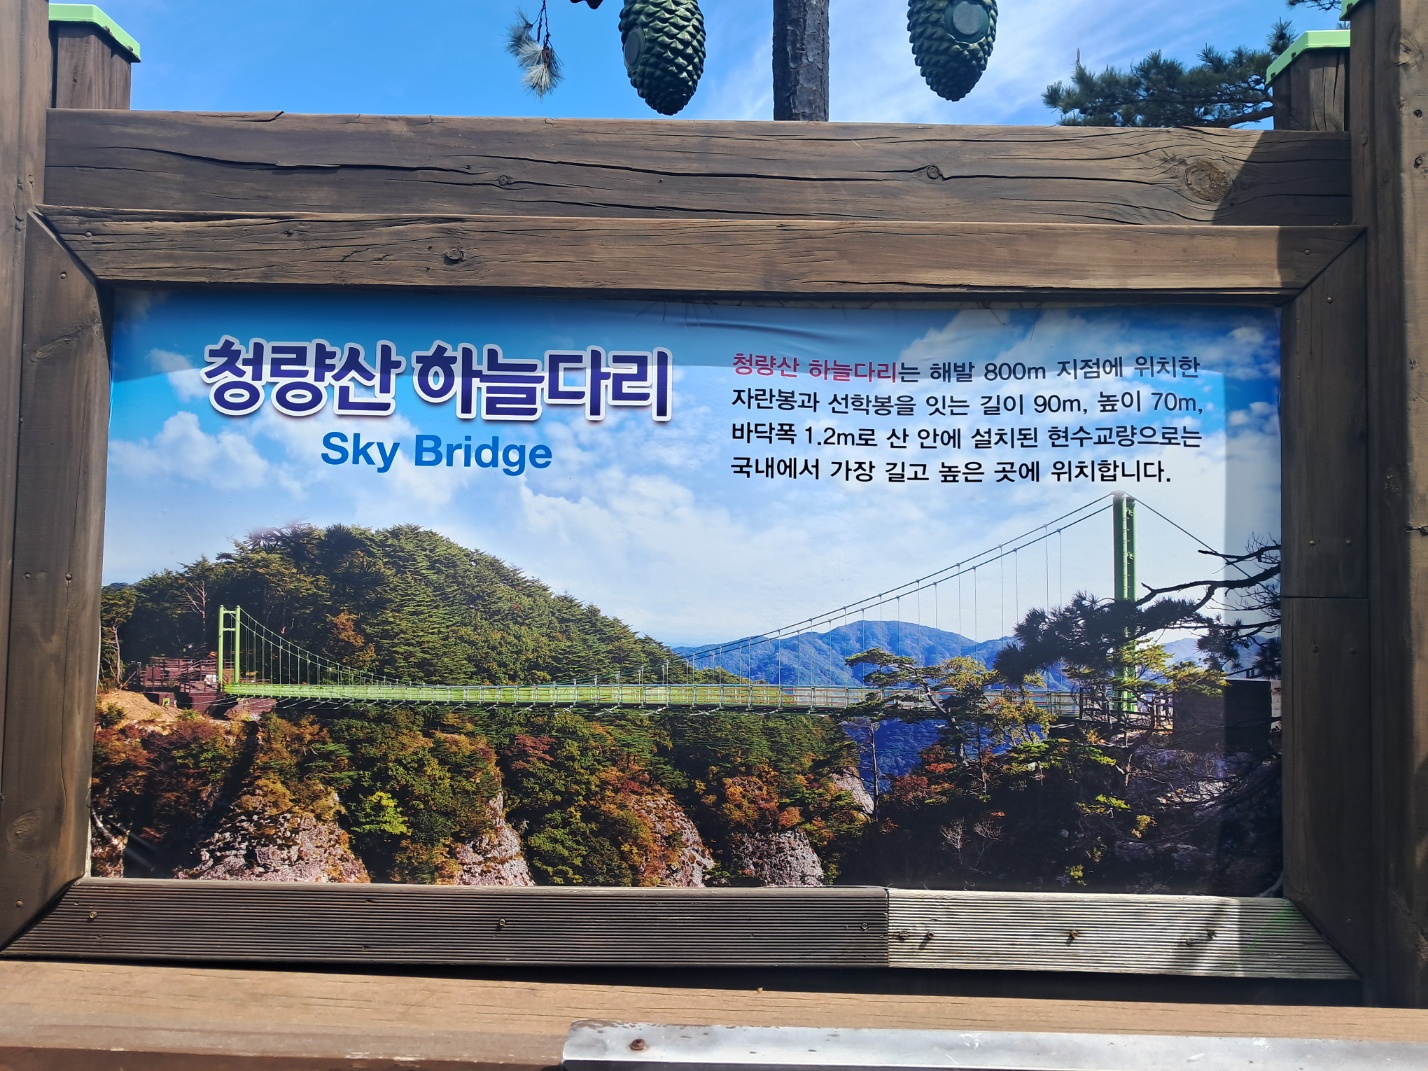 청량산 하늘다리
Sky Bridge
청량산 하늘다리는 해발 800m 지점에 위치한
자란봉과 선학봉을 잇는 길이 90m, 높이 70m,
바닥폭 1.2m로 산 안에 설치된 현수교량으로는
국내에서 가장 길고 높은 곳에 위치합니다.